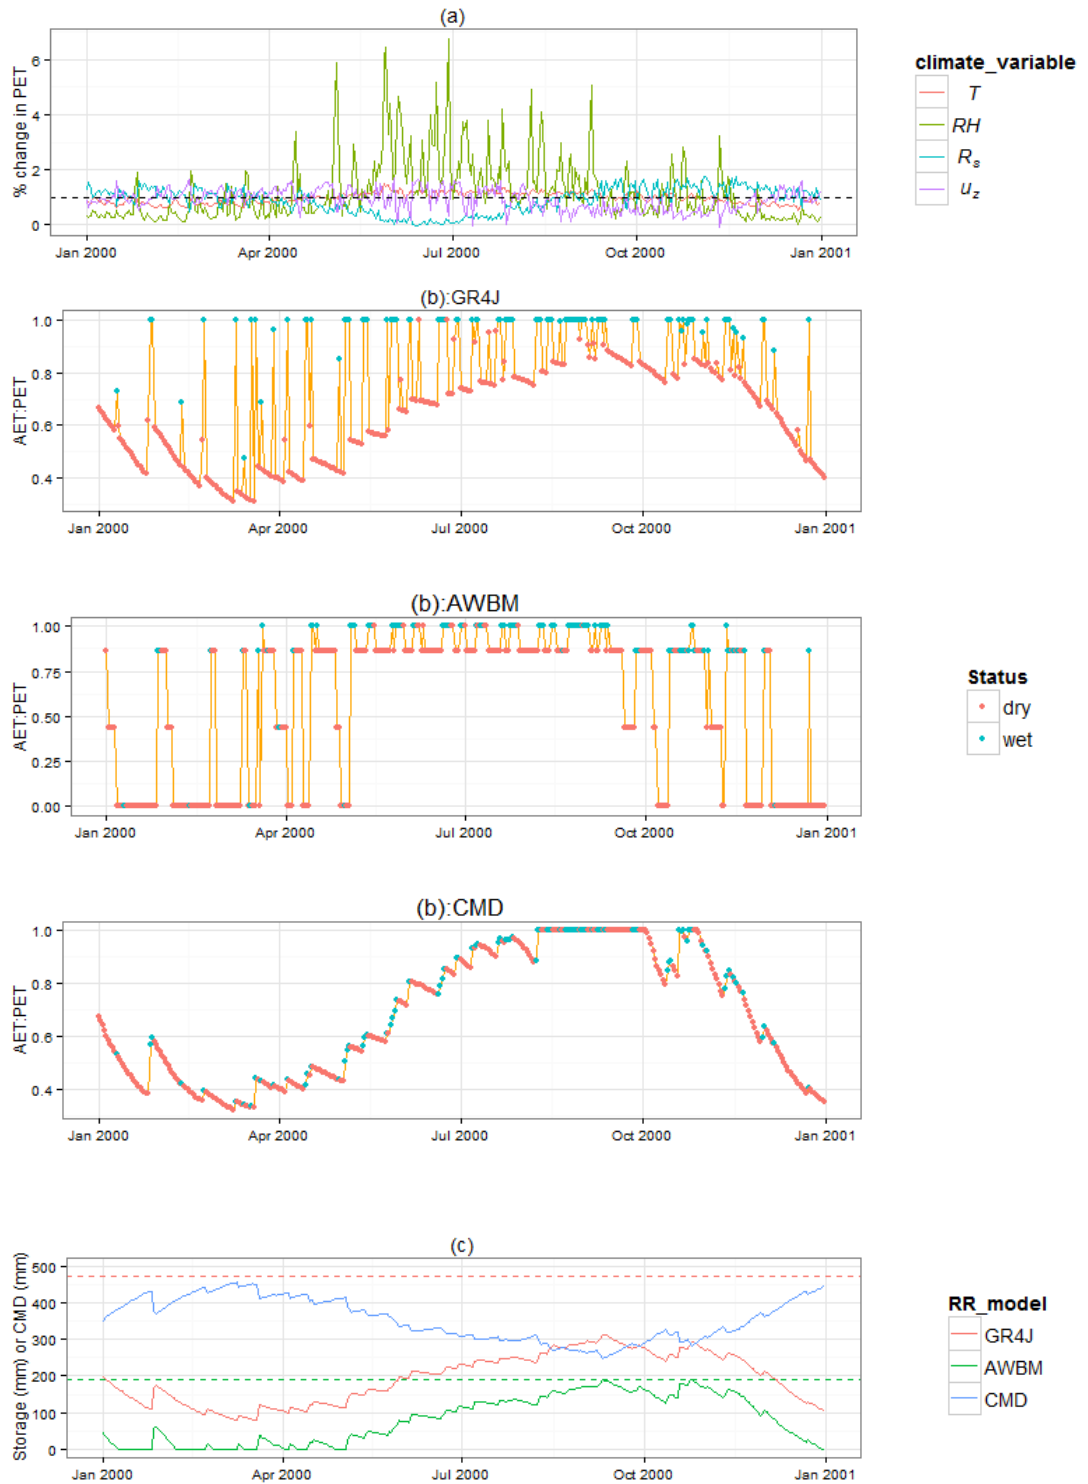 (a)
% change in PET
6
4
2
0
Jan 2000 Apr 2000 Jul 2000 Oct 2000 Jan 2001
climate_variable
T
RH
Rs
uz
(b):GR4J
AET:PET
1.0
0.8
0.6
0.4
Jan 2000 Apr 2000 Jul 2000 Oct 2000 Jan 2001
(b):AWBM
AET:PET
1.00
0.75
0.50
0.25
0.00
Jan 2000 Apr 2000 Jul 2000 Oct 2000 Jan 2001
Status
dry
wet
(b):CMD
AET:PET
1.0
0.8
0.6
0.4
Jan 2000 Apr 2000 Jul 2000 Oct 2000 Jan 2001
(c)
Storage (mm) or CMD (mm)
500
400
300
200
100
0
Jan 2000 Apr 2000 Jul 2000 Oct 2000 Jan 2001
RR_model
GR4J
AWBM
CMD